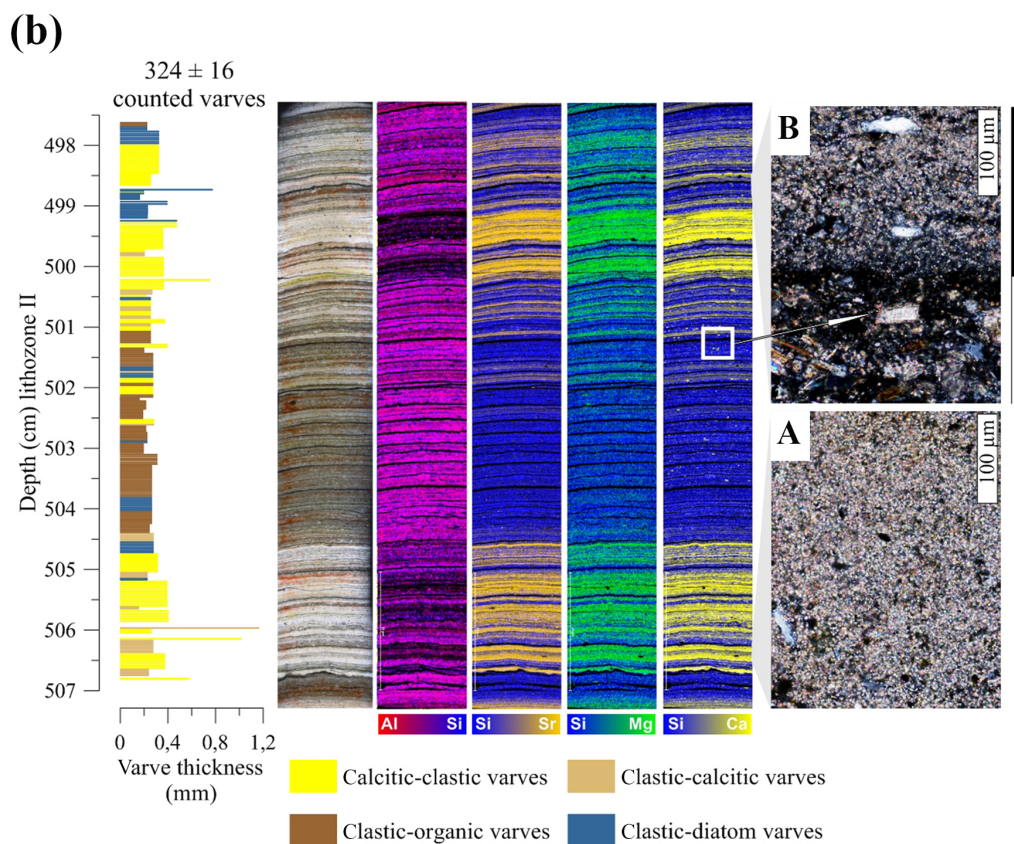 (b)
324 ± 16
counted varves
Depth (cm) lithozone II
498
499
500
501
502
503
504
505
506
507
0 0,4 0,8 1,2
Varve thickness
(mm)
Al Si
Si Sr
Si Mg
Si Ca
B
100 µm
A
100 µm
Calcitic-clastic varves
Clastic-calcitic varves
Clastic-organic varves
Clastic-diatom varves